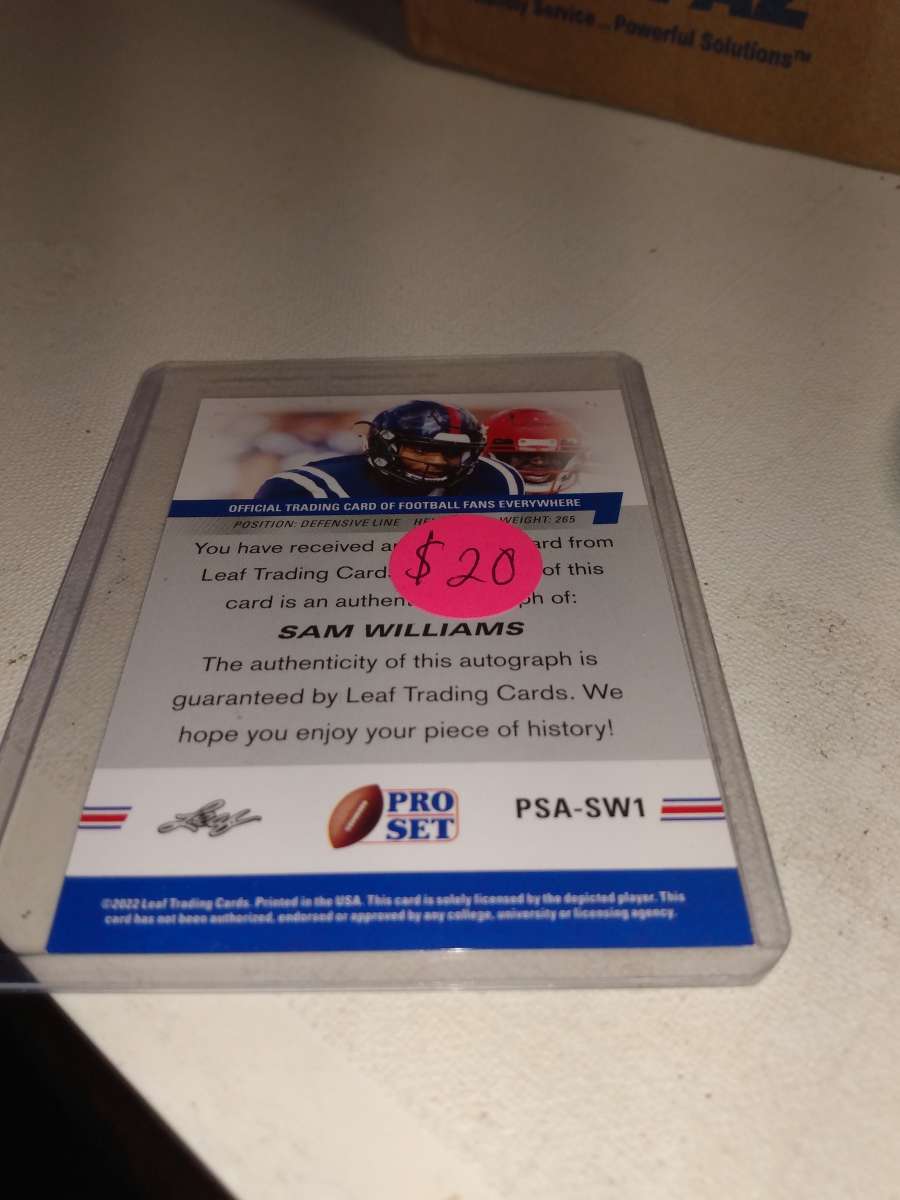 Service ... Powerful Solutions™
OFFICIAL TRADING CARD OF FOOTBALL FANS EVERYWHERE
POSITION: DEFENSIVE LINE WEIGHT: 265
You have received from
Leaf Trading of this
card is an of:
$20
SAM WILLIAMS
The authenticity of this autograph is
guaranteed by Leaf Trading Cards. We
hope you enjoy your piece of history!
Leaf
PRO
SET
PSA-SW1
©2022 Leaf Trading Cards. Printed in the USA. This card is solely licensed by the depicted player. This
card has not been authorized, endorsed or approved by any college, university or licensing agency.